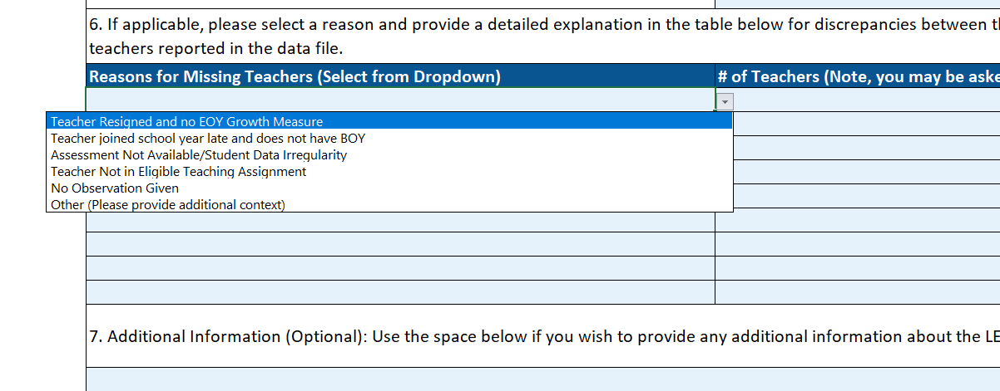 6. If applicable, please select a reason and provide a detailed explanation in the table below for discrepancies between
teachers reported in the data file.
Reasons for Missing Teachers (Select from Dropdown)
# of Teachers (Note, you may be aske
Teacher Resigned and no EOY Growth Measure
Teacher joined school year late and does not have BOY
Assessment Not Available/Student Data Irregularity
Teacher Not in Eligible Teaching Assignment
No Observation Given
Other (Please provide additional context)
7. Additional Information (Optional): Use the space below if you wish to provide any additional information about the LE